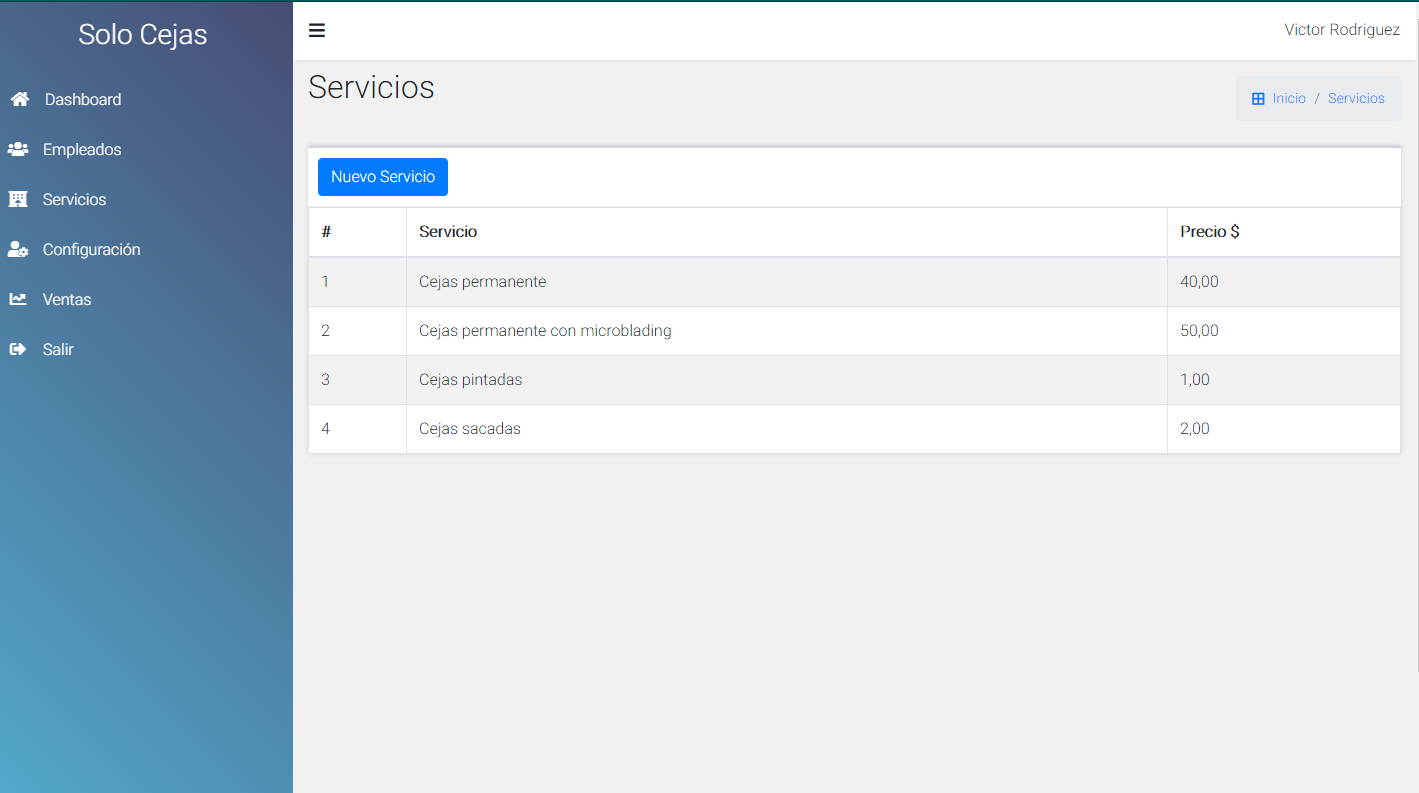 Solo Cejas
Victor Rodriguez
Dashboard
Empleados
Servicios
Configuración
Ventas
Salir
Servicios
Inicio / Servicios
Nuevo Servicio
# Servicio Precio $
1 Cejas permanente 40,00
2 Cejas permanente con microblading 50,00
3 Cejas pintadas 1,00
4 Cejas sacadas 2,00